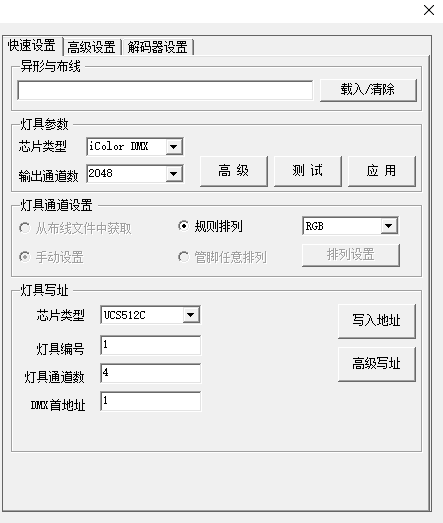 快速设置 高级设置 解码器设置
异形与布线
载入/清除
灯具参数
芯片类型 iColor DMX
输出通道数 2048 高 级 测 试 应 用
灯具通道设置
从布线文件中获取 规则排列 RGB
手动设置 管脚任意排列 排列设置
灯具写址
芯片类型 UCS512C 写入地址
灯具编号 1
高级写址
灯具通道数 4
DMX首地址 1